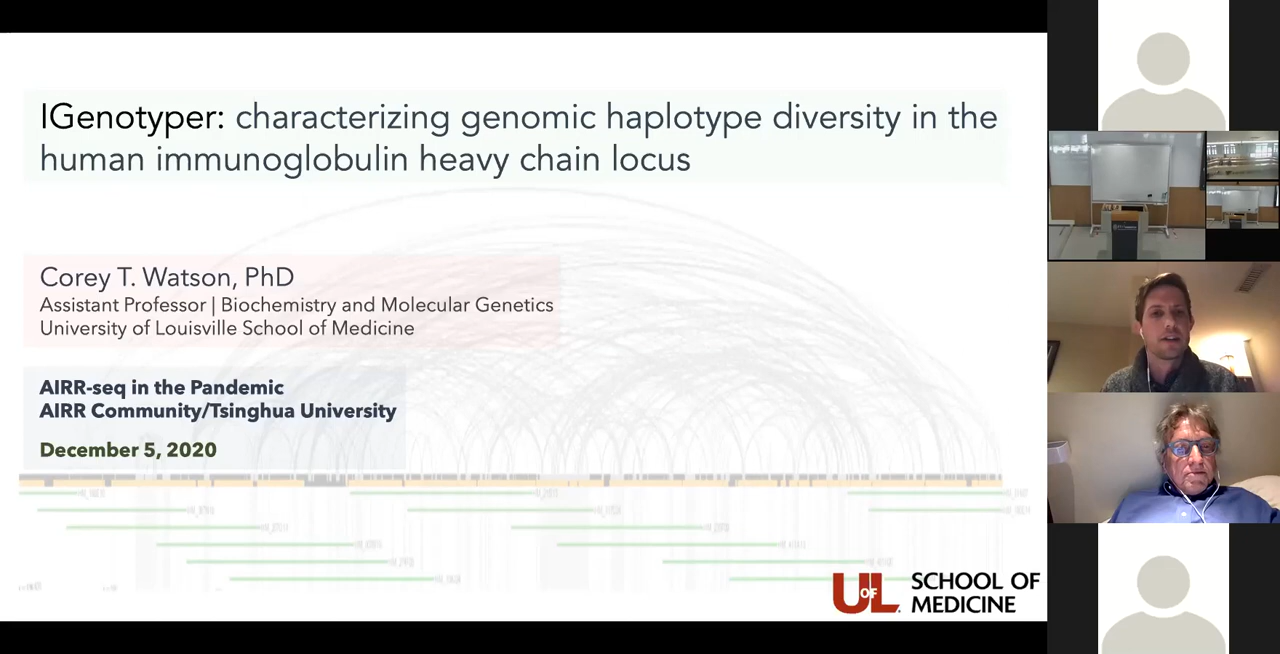 IGenotyper: characterizing genomic haplotype diversity in the
human immunoglobulin heavy chain locus
Corey T. Watson, PhD
Assistant Professor | Biochemistry and Molecular Genetics
University of Louisville School of Medicine
AIRR-seq in the Pandemic
AIRR Community/Tsinghua University
December 5, 2020
UofL SCHOOL OF
MEDICINE